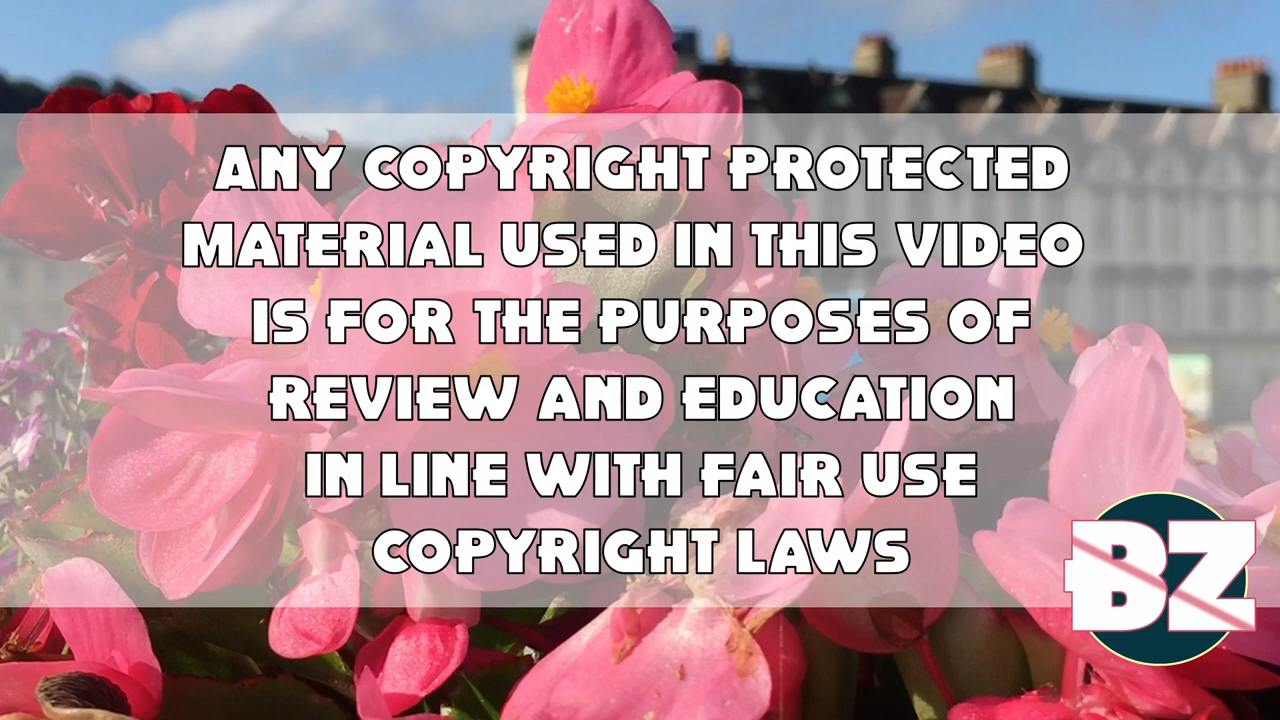 ANY COPYRIGHT PROTECTED
MATERIAL USED IN THIS VIDEO
IS FOR THE PURPOSES OF
REVIEW AND EDUCATION
IN LINE WITH FAIR USE
COPYRIGHT LAWS
BZ